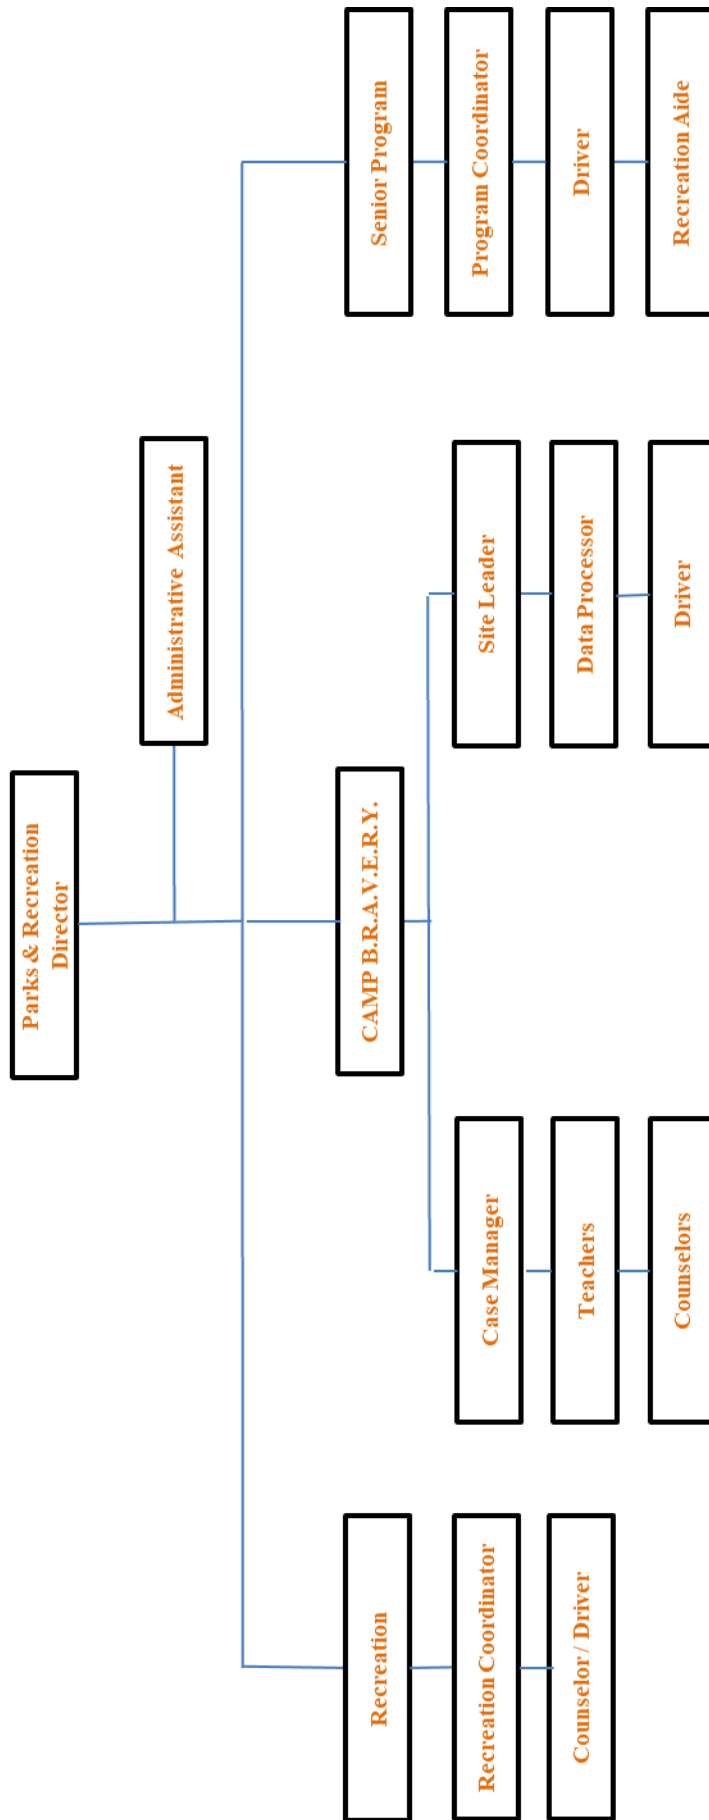 Parks & Recreation
Director
Administrative Assistant
Recreation
CAMP B.R.A.V.E.R.Y.
Senior Program
Recreation Coordinator
Case Manager
Site Leader
Program Coordinator
Counselor / Driver
Teachers
Data Processor
Driver
Counselors
Driver
Recreation Aide